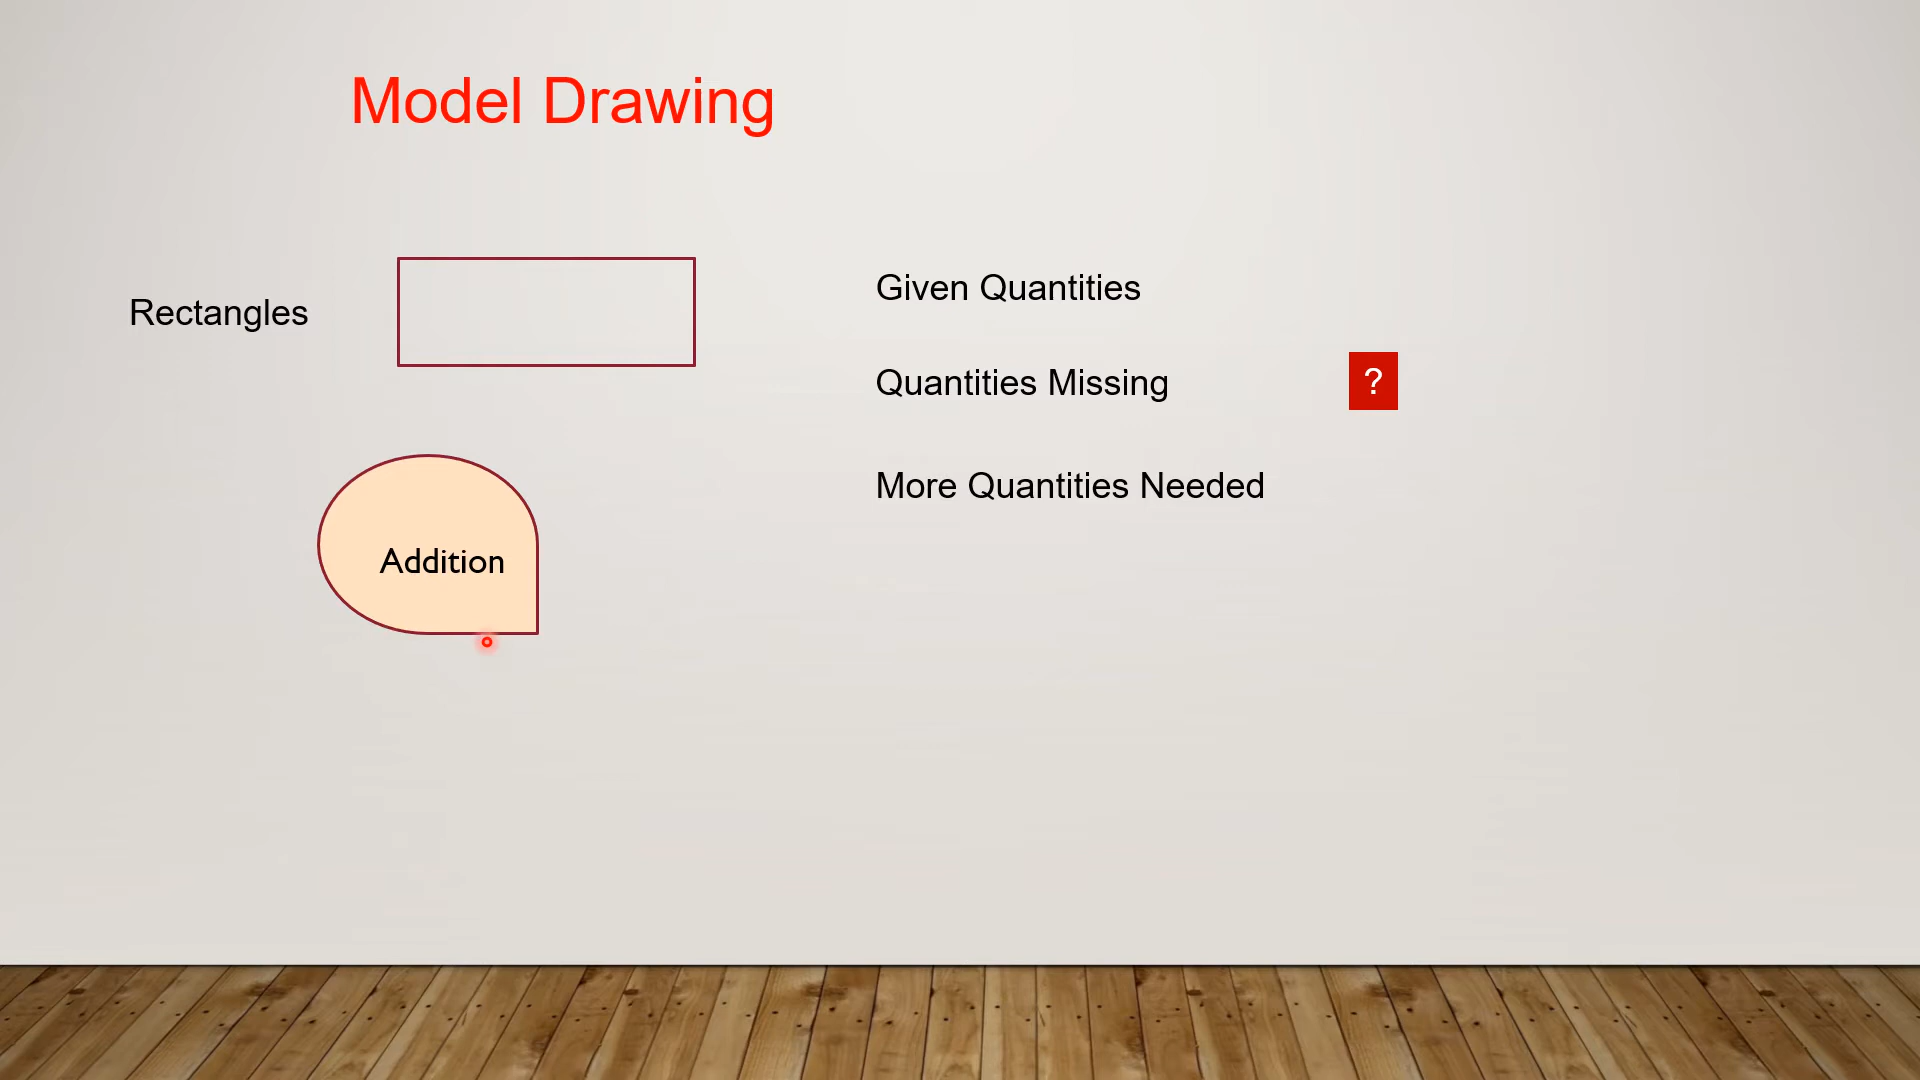 Model Drawing
Rectangles
Given Quantities
Quantities Missing
?
More Quantities Needed
Addition